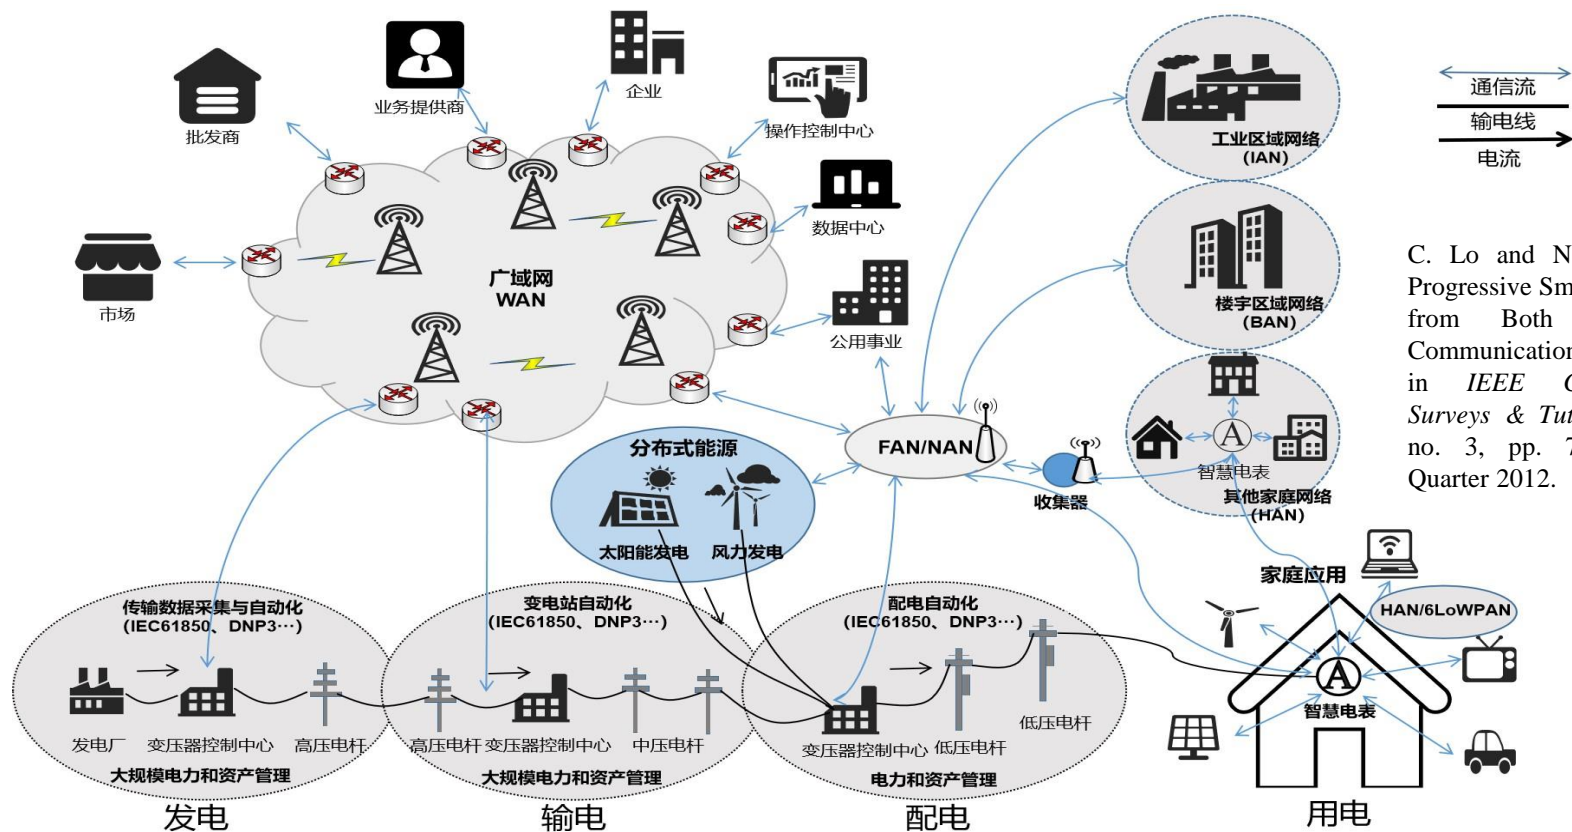 批发商
业务提供商
企业
操作控制中心
数据中心
公用事业
市场
广域网
WAN
工业区域网络
(IAN)
楼宇区域网络
(BAN)
智慧电表
其他家庭网络
(HAN)
通信流
输电线
电流
C. Lo and N
Progressive Sm
from Both
Communication
in IEEE C
Surveys & Tut
no. 3, pp. 7
Quarter 2012.
FAN/NAN
收集器
分布式能源
太阳能发电
风力发电
传输数据采集与自动化
(IEC61850、DNP3…)
发电厂
变压器控制中心
高压电杆
大规模电力和资产管理
发电
变电站自动化
(IEC61850、DNP3…)
高压电杆
变压器控制中心
中压电杆
大规模电力和资产管理
输电
配电自动化
(IEC61850、DNP3…)
变压器控制中心
低压电杆
低压电杆
电力和资产管理
配电
家庭应用
HAN/6LoWPAN
A
A
智慧电表
用电